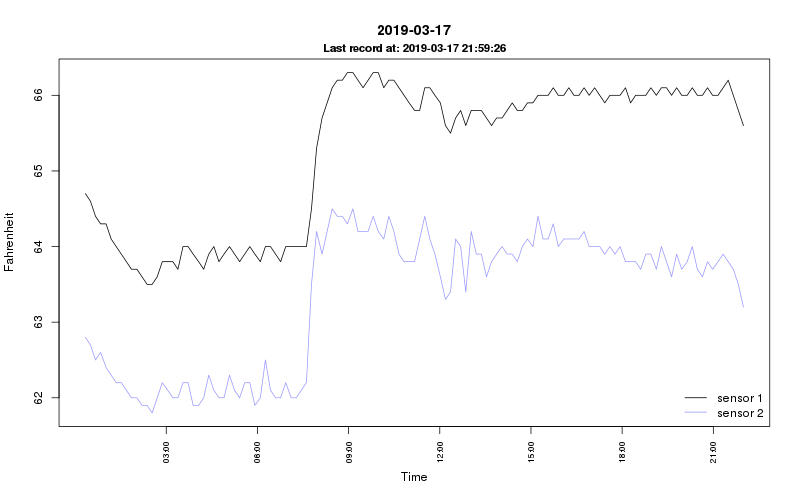 2019-03-17
Last record at: 2019-03-17 21:59:26
Fahrenheit
66
65
64
63
62
sensor 1
sensor 2
03:00 06:00 09:00 12:00 15:00 18:00 21:00
Time